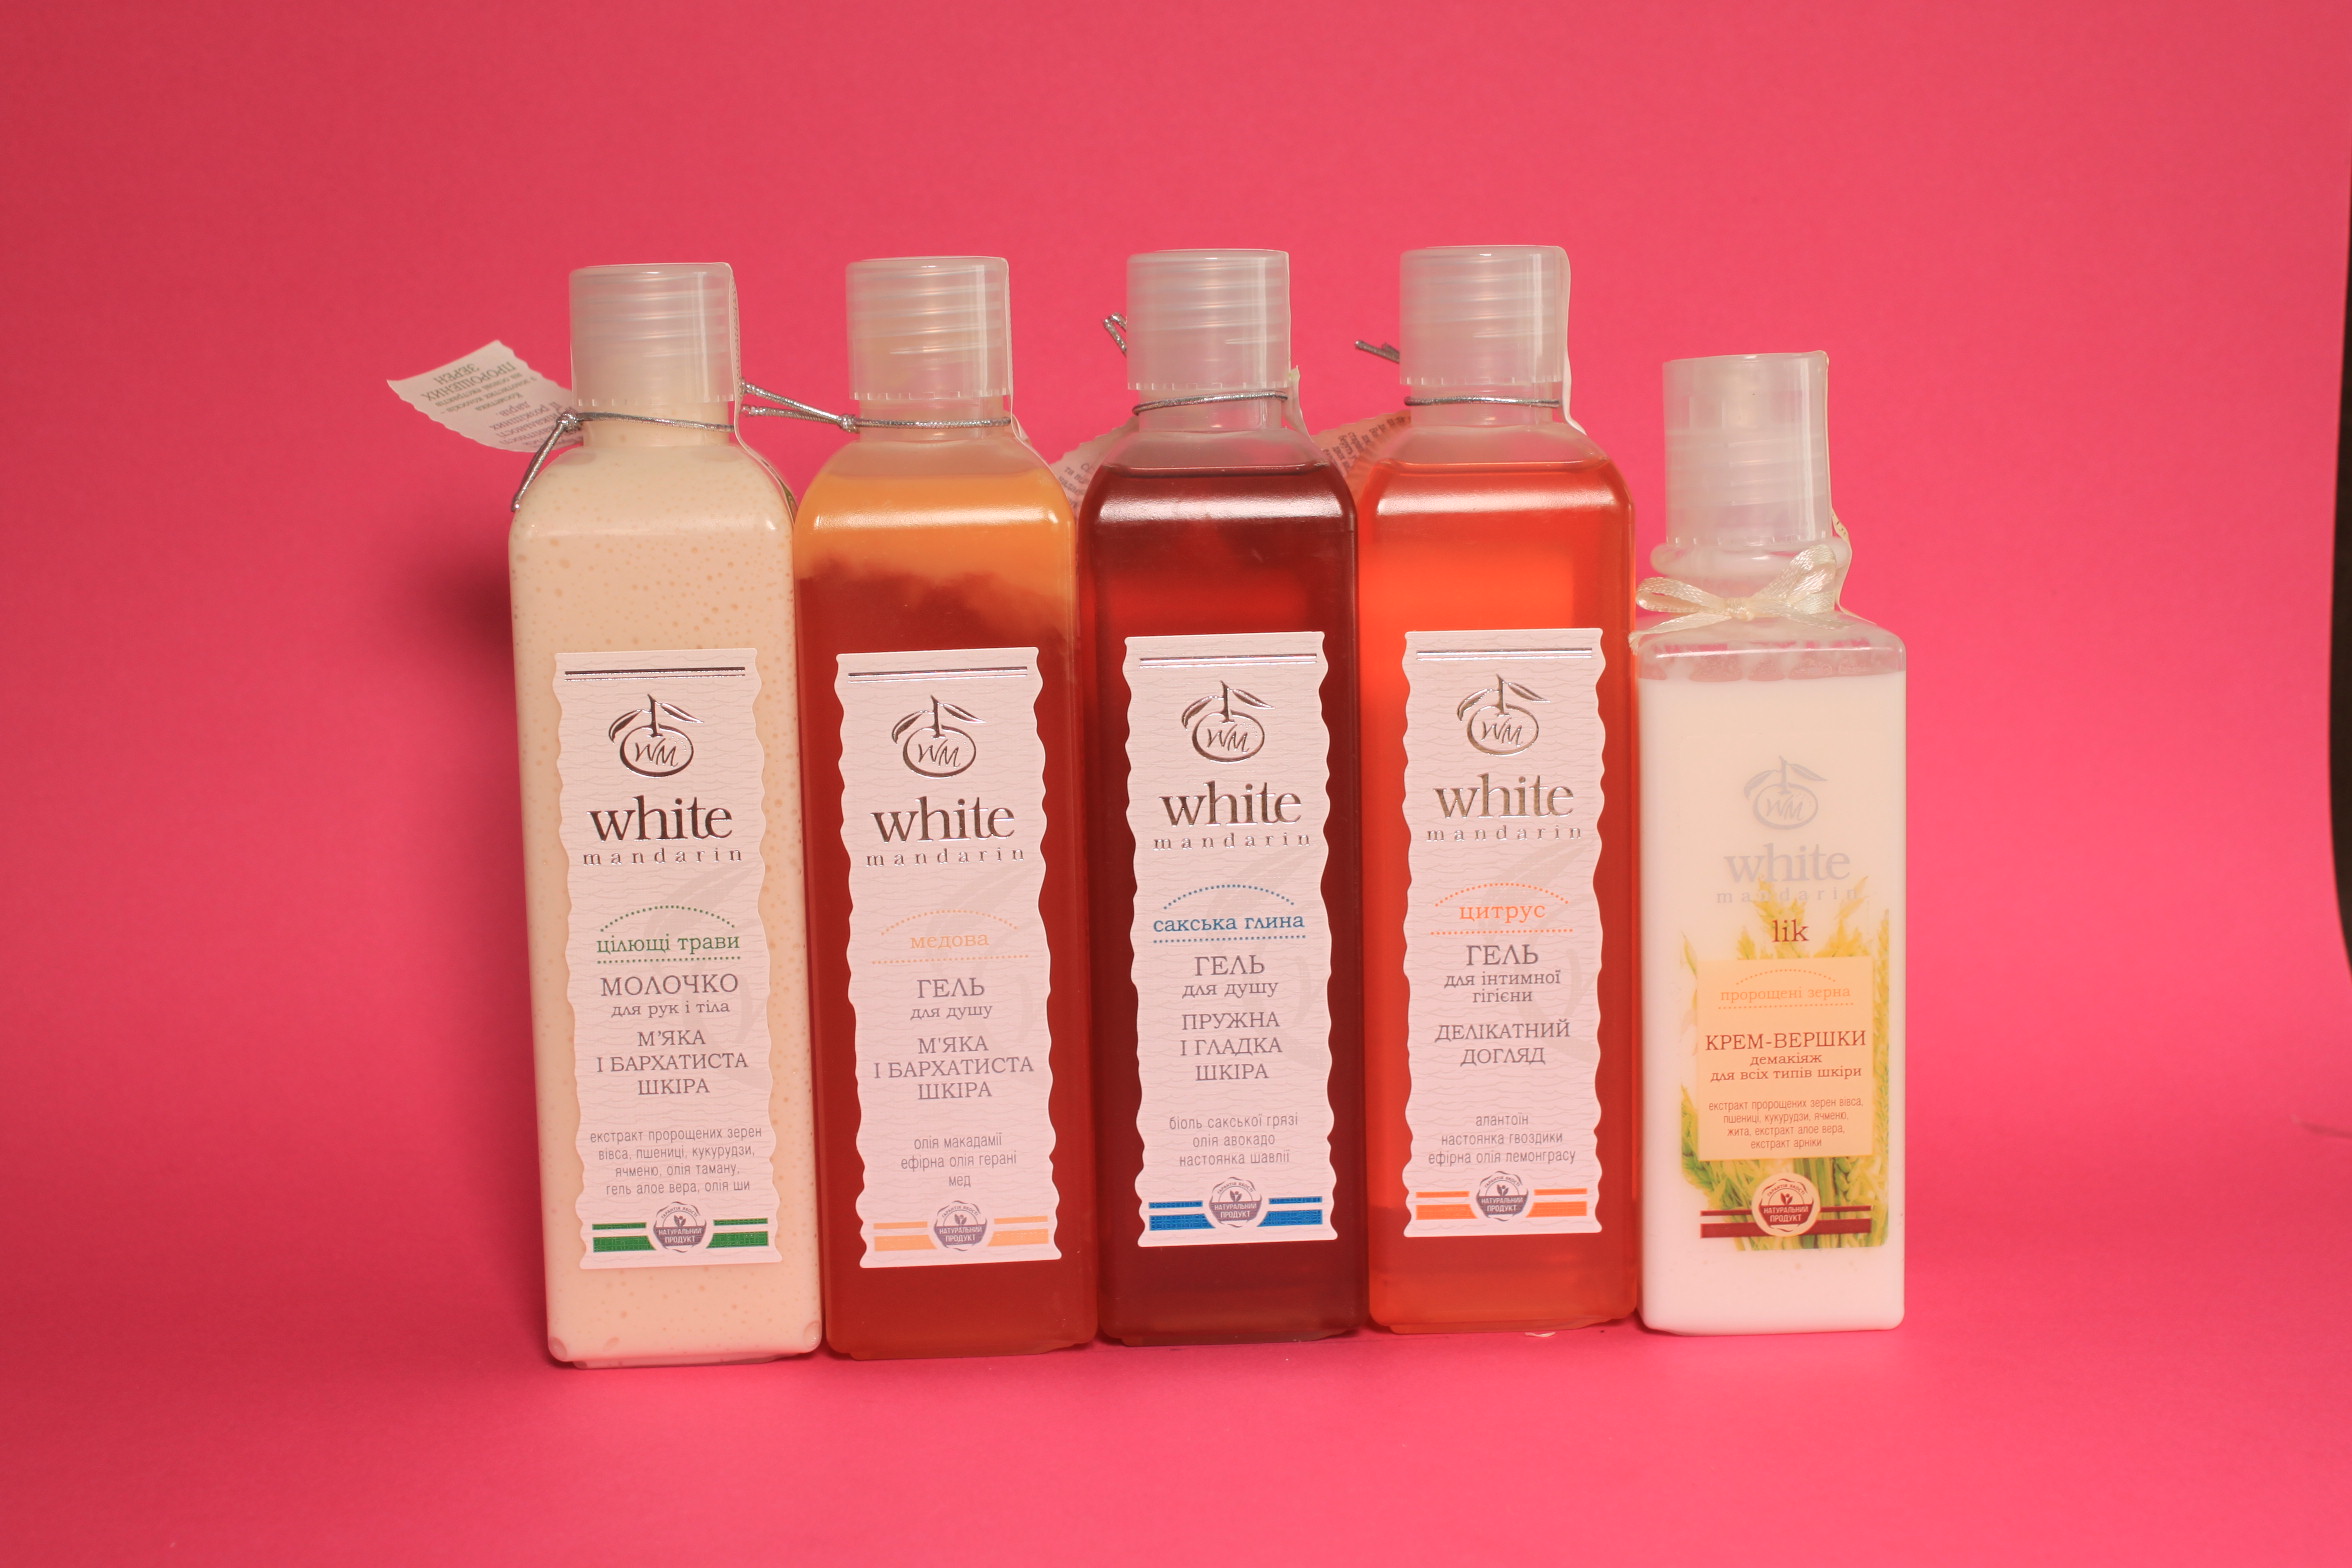 WM
white
mandarin
цілющі трави
МОЛОЧКО
для рук і тіла
М'ЯКА
І БАРХАТИСТА
ШКІРА
екстракт пророщених зерен
вівса, пшениці, кукурудзи,
ячменю, олія таману,
гель алое вера, олія ши
НАТУРАЛЬНИЙ
ПРОДУКТ
WM
white
mandarin
медова
ГЕЛЬ
для душу
М'ЯКА
І БАРХАТИСТА
ШКІРА
олія макадамії
ефірна олія герані
мед
НАТУРАЛЬНИЙ
ПРОДУКТ
WM
white
mandarin
сакська глина
ГЕЛЬ
для душу
ПРУЖНА
І ГЛАДКА
ШКІРА
біоль сакської грязі
олія авокадо
настоянка шавлії
НАТУРАЛЬНИЙ
ПРОДУКТ
WM
white
mandarin
цитрус
ГЕЛЬ
для інтимної
гігієни
ДЕЛІКАТНИЙ
ДОГЛЯД
алантоїн
настоянка гвоздики
ефірна олія лемонграсу
НАТУРАЛЬНИЙ
ПРОДУКТ
WM
white
mandarin
lik
пророщені зерна
КРЕМ-ВЕРШКИ
демакіяж
для всіх типів шкіри
екстракт пророщених зерен вівса,
пшениці, кукурудзи, ячменю,
жита, екстракт алое вера,
екстракт арніки
НАТУРАЛЬНИЙ
ПРОДУКТ
ПРОРОЩЕНИХ
ЗЕРЕН